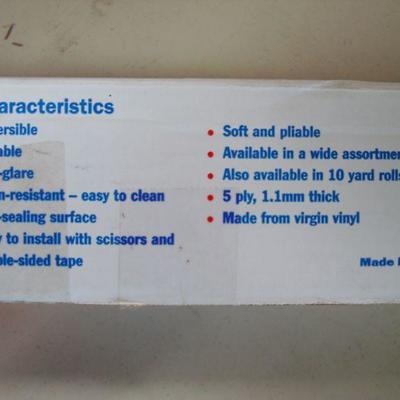 aracteristics
ersible
able
-glare
n-resistant – easy to clean
-sealing surface
y to install with scissors and
ble-sided tape
• Soft and pliable
• Available in a wide assortme
• Also available in 10 yard rolls
• 5 ply, 1.1mm thick
• Made from virgin vinyl
Made